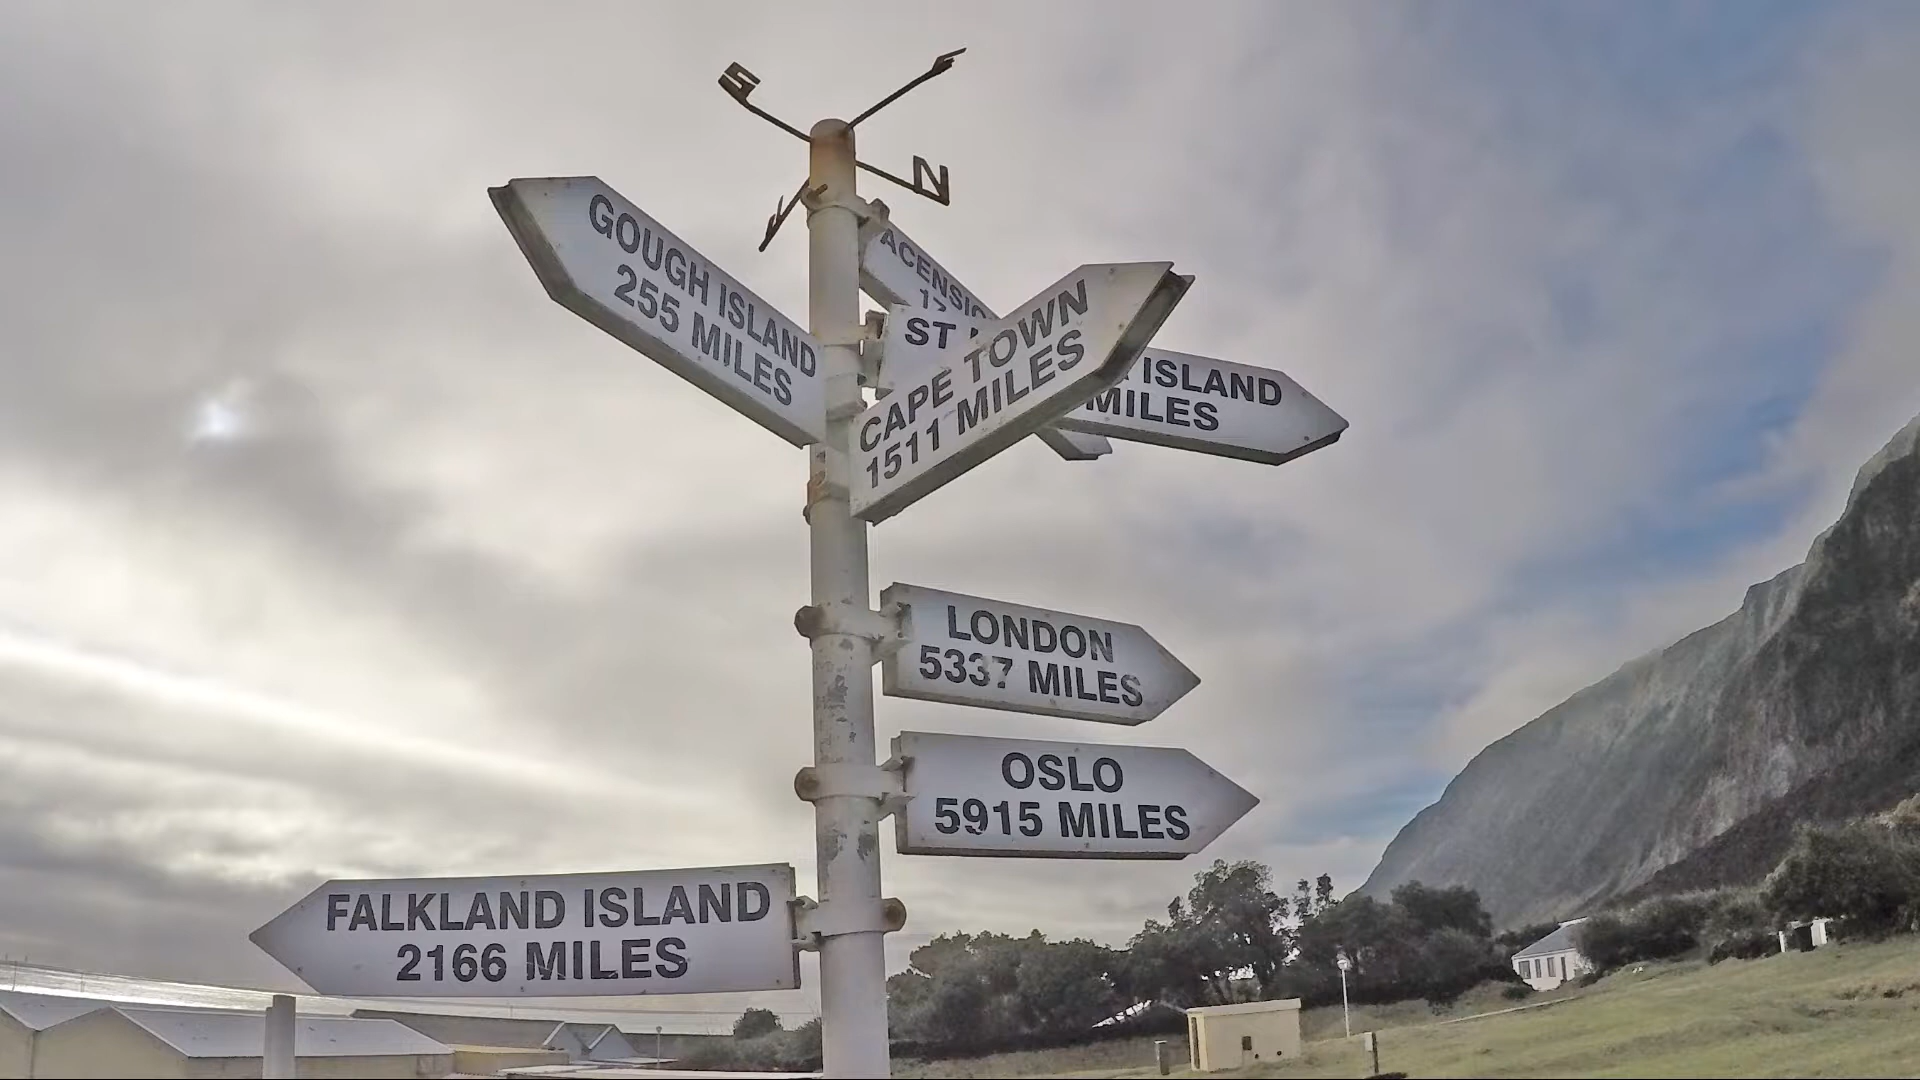 S
N
GOUGH ISLAND
255 MILES
ST
ISLAND
MILES
CAPE TOWN
1511 MILES
LONDON
5337 MILES
OSLO
5915 MILES
FALKLAND ISLAND
2166 MILES